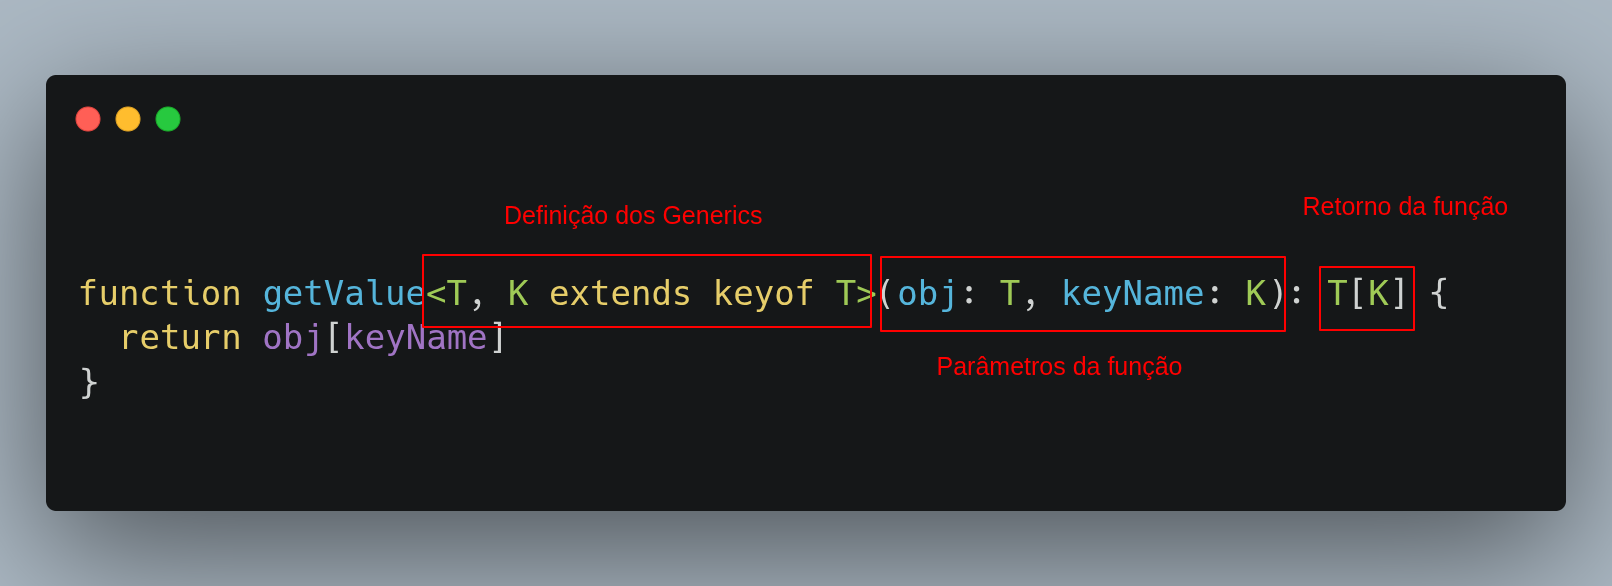 Retorno da função
Definição dos Generics
function getValue<T, K extends keyof T>(obj: T, keyName: K): T[K] {
  return obj[keyName]
}
Parâmetros da função